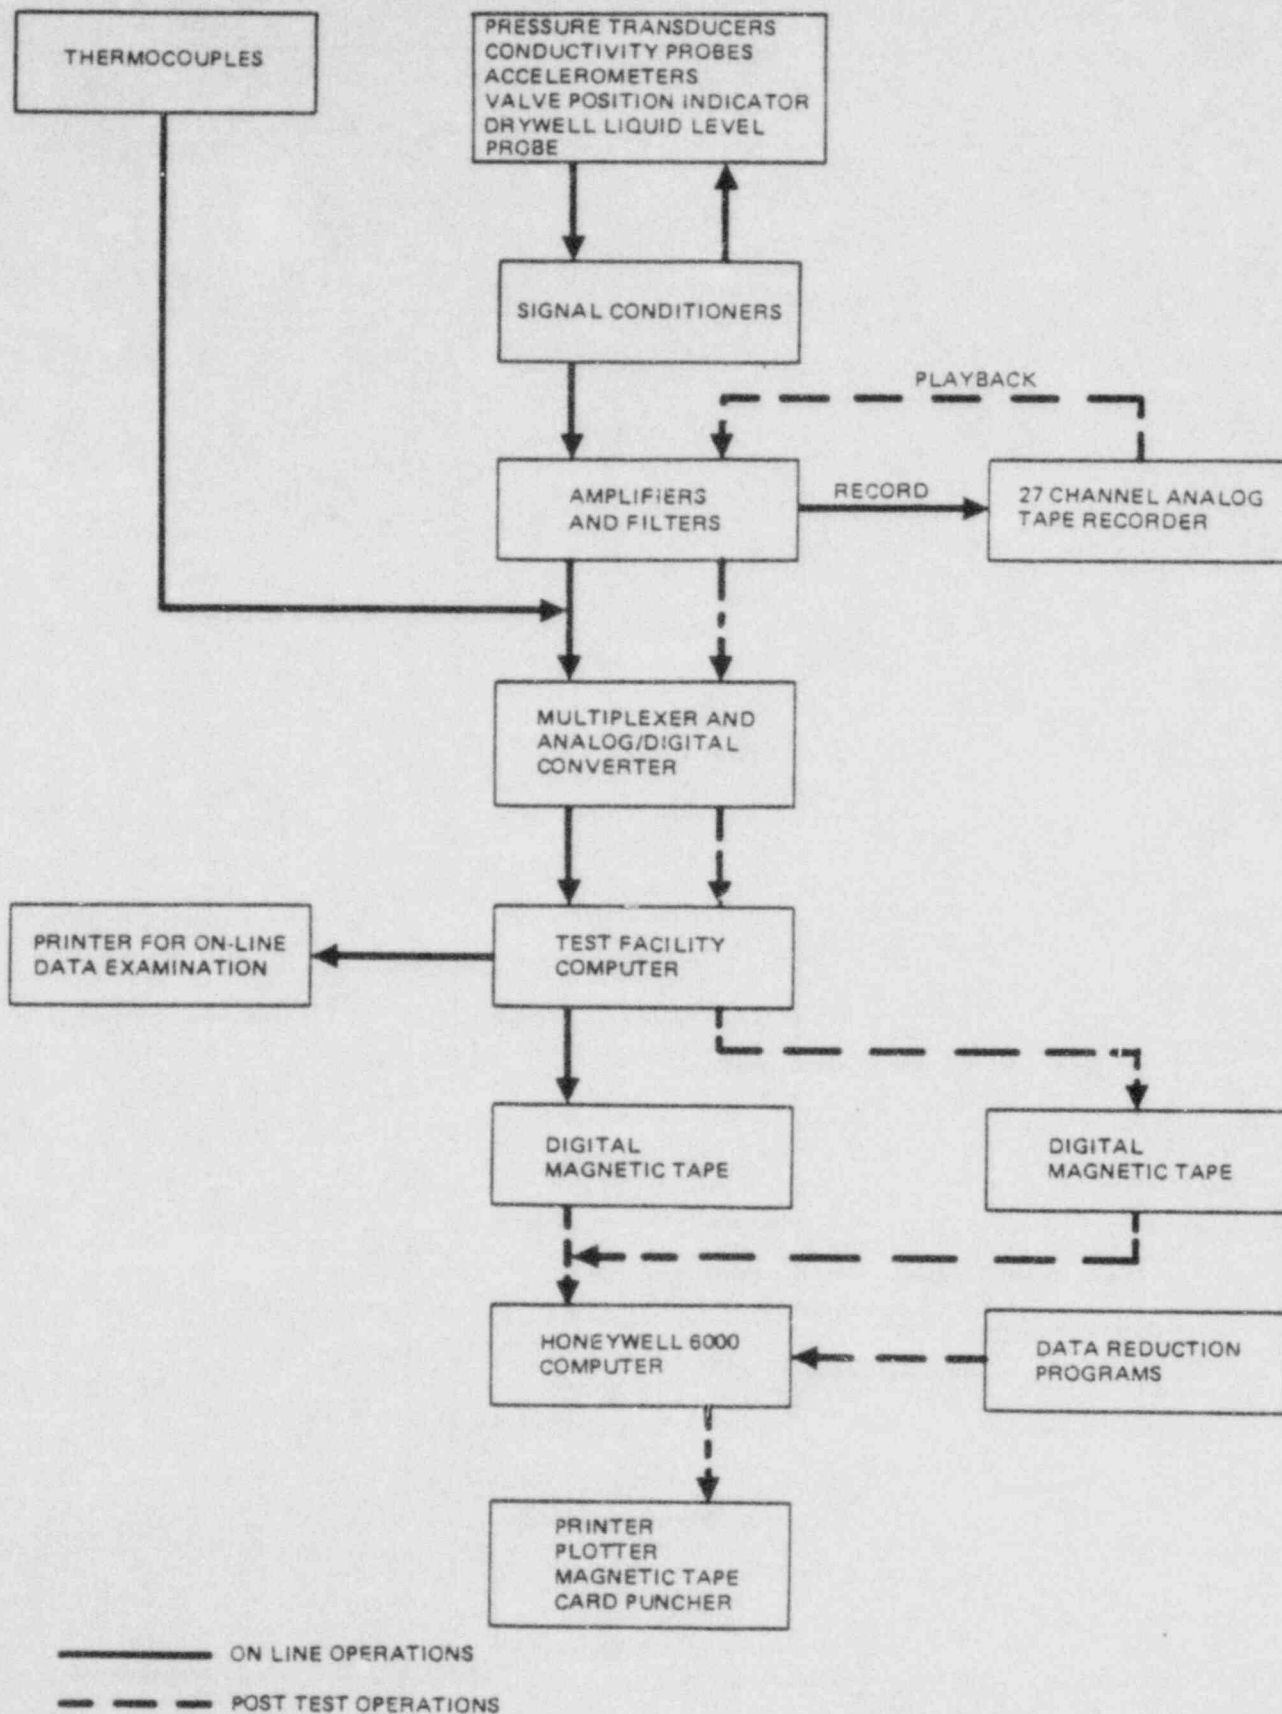 THERMOCOUPLES
PRESSURE TRANSDUCERS
CONDUCTIVITY PROBES
ACCELEROMETERS
VALVE POSITION INDICATOR
DRYWELL LIQUID LEVEL
PROBE
SIGNAL CONDITIONERS
PLAYBACK
AMPLIFIERS
AND FILTERS
RECORD
27 CHANNEL ANALOG
TAPE RECORDER
MULTIPLEXER AND
ANALOG/DIGITAL
CONVERTER
PRINTER FOR ON-LINE
DATA EXAMINATION
TEST FACILITY
COMPUTER
DIGITAL
MAGNETIC TAPE
DIGITAL
MAGNETIC TAPE
HONEYWELL 6000
COMPUTER
DATA REDUCTION
PROGRAMS
PRINTER
PLOTTER
MAGNETIC TAPE
CARD PUNCHER
ON LINE OPERATIONS
POST TEST OPERATIONS